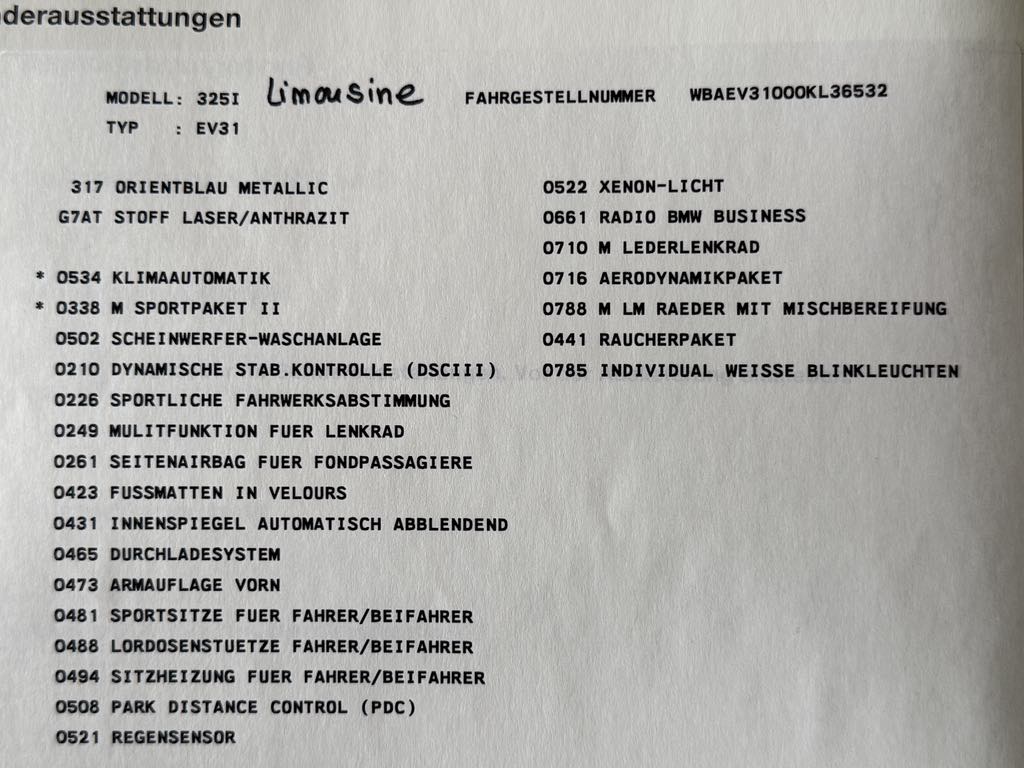 derausstattungen
MODELL: 325I Limousine FAHRGESTELLNUMMER WBAEV31000KL36532
TYP : EV31
317 ORIENTBLAU METALLIC
G7AT STOFF LASER/ANTHRAZIT
* 0534 KLIMAAUTOMATIK
* 0338 M SPORTPAKET II
0502 SCHEINWERFER-WASCHANLAGE
0210 DYNAMISCHE STAB.KONTROLLE (DSCIII)
0226 SPORTLICHE FAHRWERKSABSTIMMUNG
0249 MULITFUNKTION FUER LENKRAD
0261 SEITENAIRBAG FUER FONDPASSAGIERE
0423 FUSSMATTEN IN VELOURS
0431 INNENSPIEGEL AUTOMATISCH ABBLENDEND
0465 DURCHLADESYSTEM
0473 ARMAUFLAGE VORN
0481 SPORTSITZE FUER FAHRER/BEIFAHRER
0488 LORDOSENSTUETZE FAHRER/BEIFAHRER
0494 SITZHEIZUNG FUER FAHRER/BEIFAHRER
0508 PARK DISTANCE CONTROL (PDC)
0521 REGENSENSOR
0522 XENON-LICHT
0661 RADIO BMW BUSINESS
0710 M LEDERLENKRAD
0716 AERODYNAMIKPAKET
0788 M LM RAEDER MIT MISCHBEREIFUNG
0441 RAUCHERPAKET
0785 INDIVIDUAL WEISSE BLINKLEUCHTEN